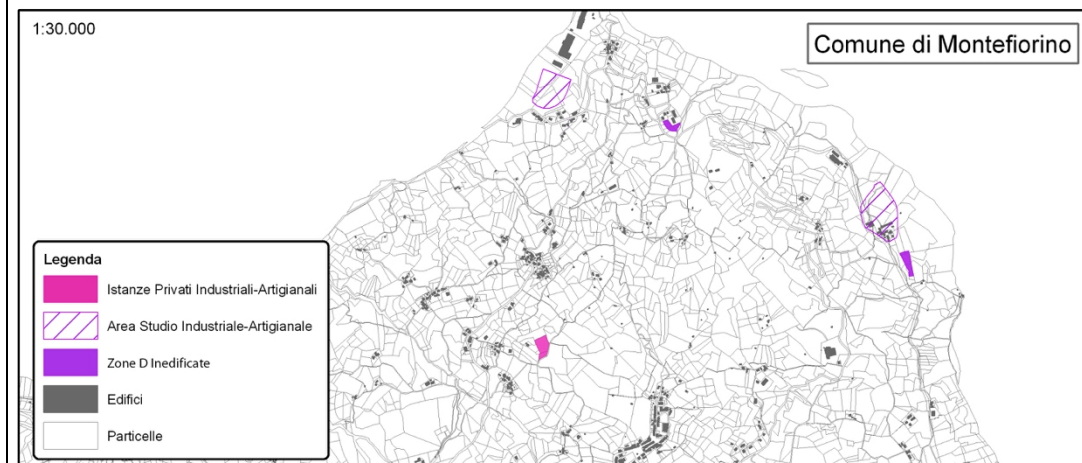 1:30.000
Comune di Montefiorino
Legenda
Istanze Privati Industriali-Artigianali
Area Studio Industriale-Artigianale
Zone D Inedificate
Edifici
Particelle